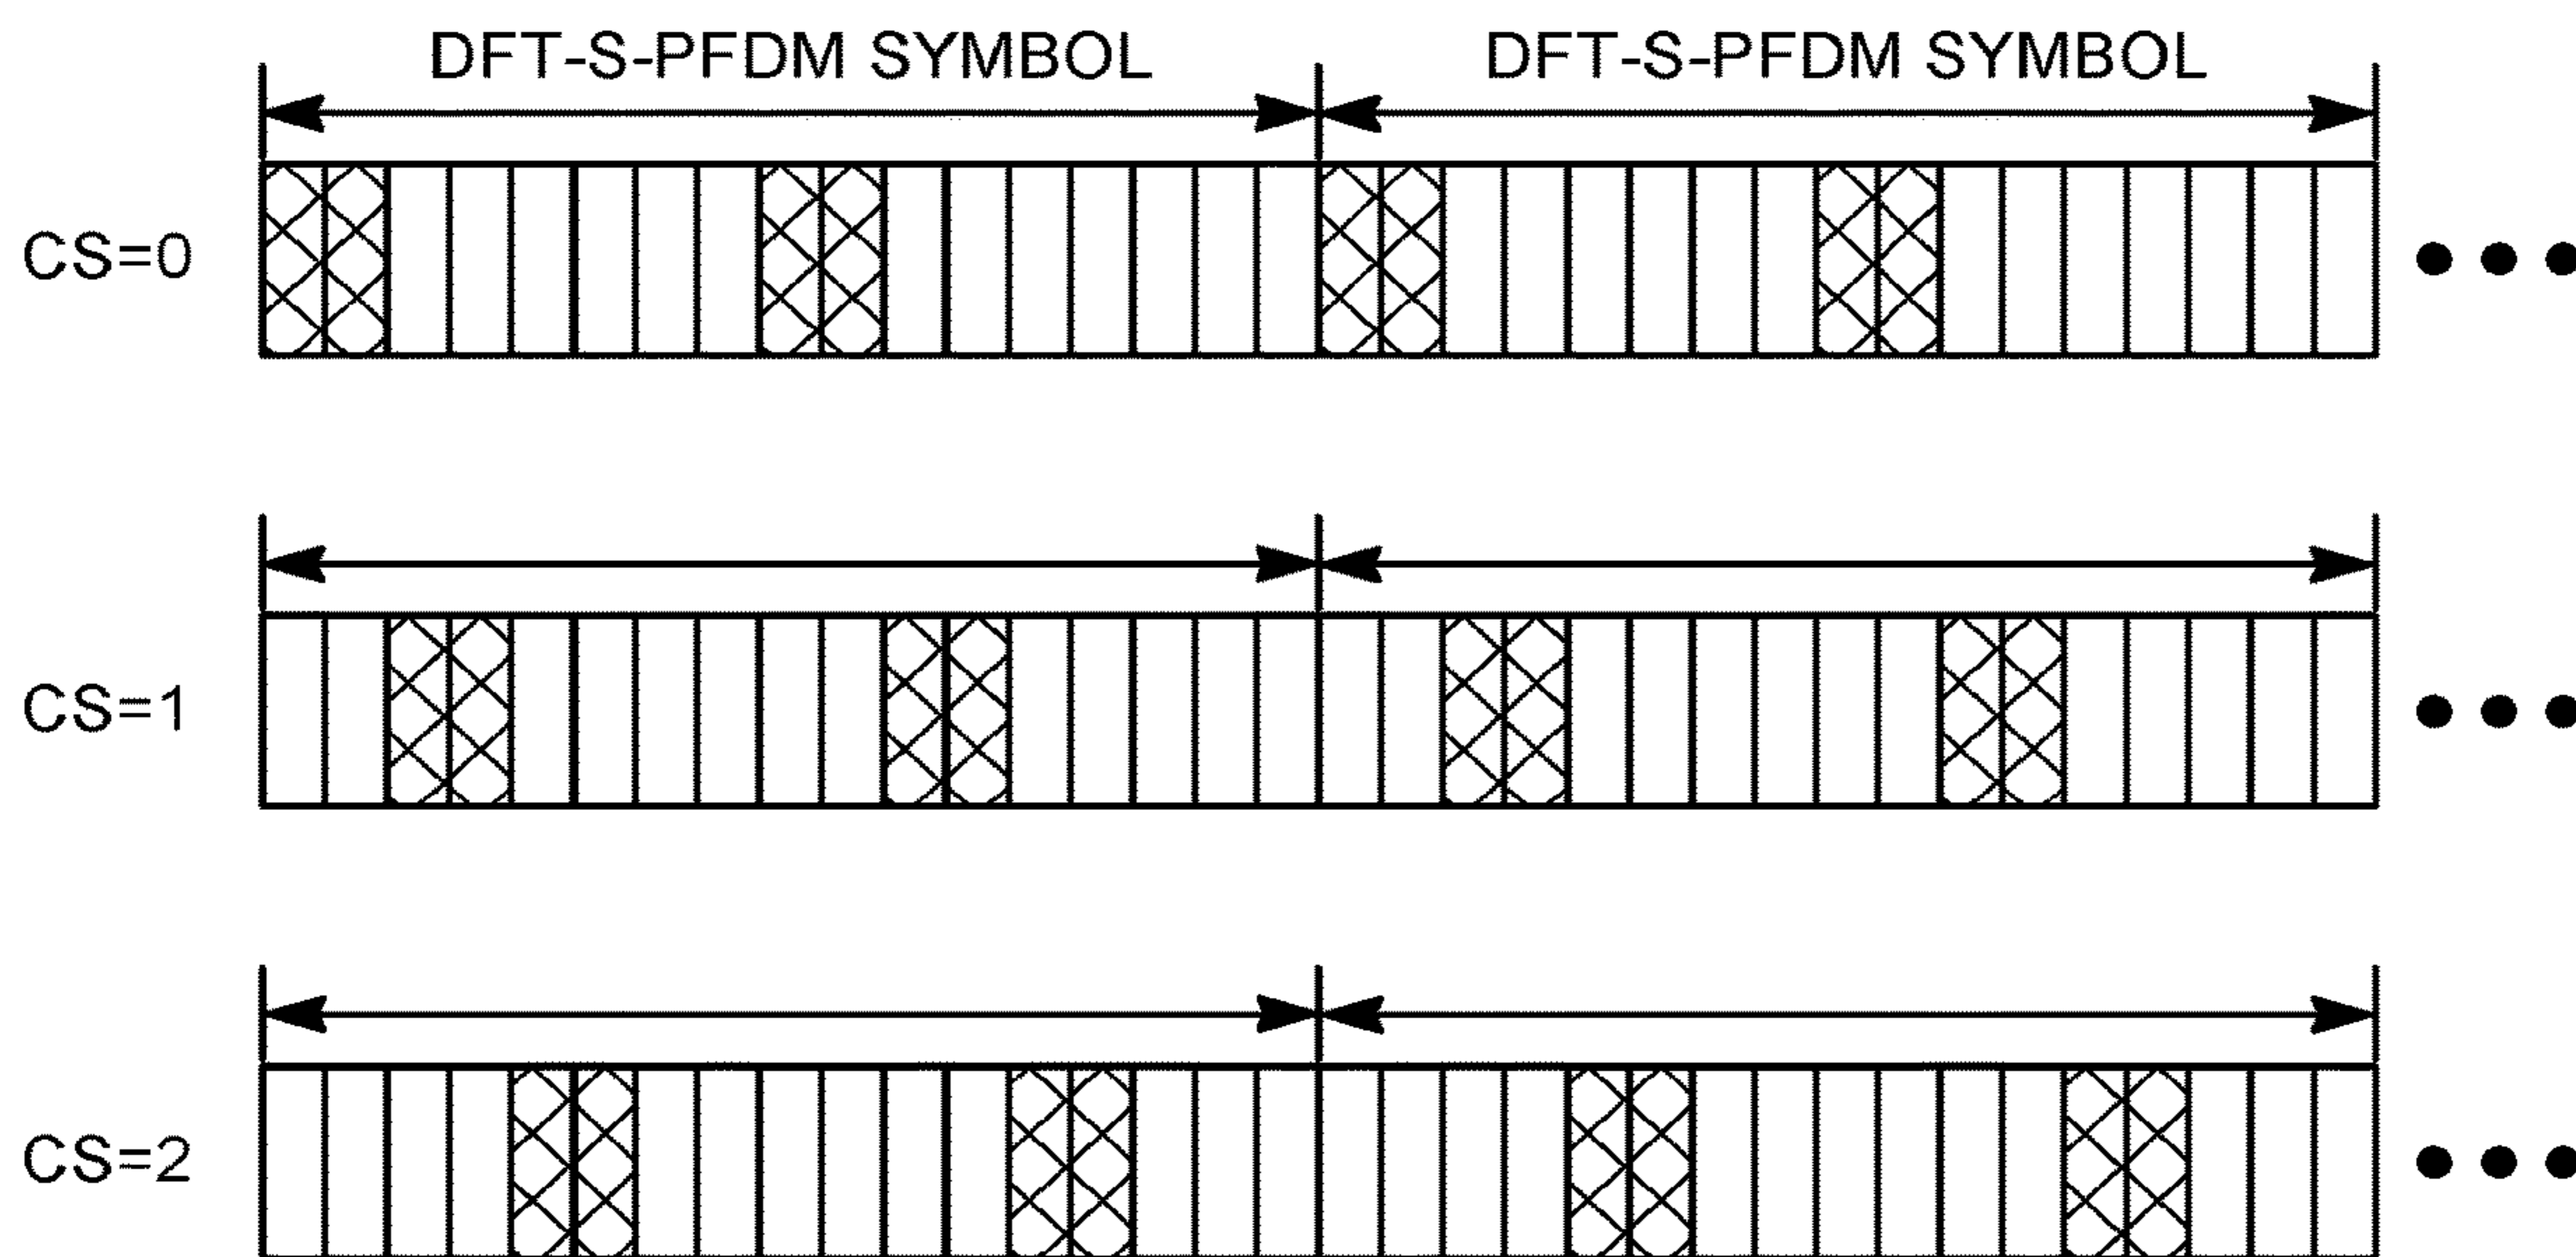 DFT-S-PFDM SYMBOL DFT-S-PFDM SYMBOL
CS=0
CS=1
CS=2